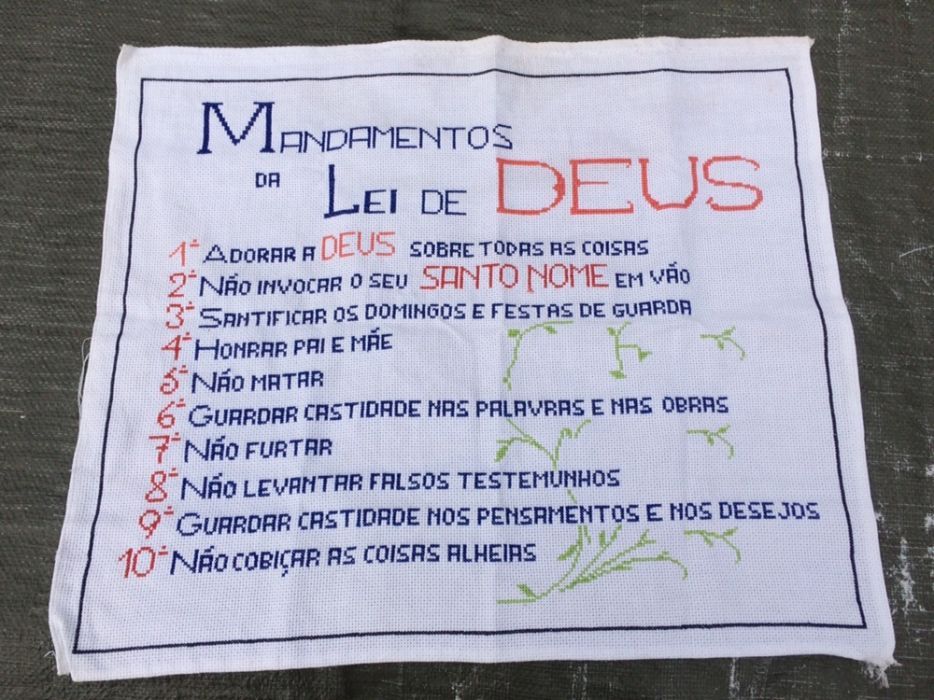 MANDAMENTOS
DA LEI DE DEUS
1º ADORAR A DEUS SOBRE TODAS AS COISAS
2º NÃO INVOCAR O SEU SANTO NOME EM VÃO
3º SANTIFICAR OS DOMINGOS E FESTAS DE GUARDA
4º HONRAR PAI E MÃE
5º NÃO MATAR
6º GUARDAR CASTIDADE NAS PALAVRAS E NAS OBRAS
7º NÃO FURTAR
8º NÃO LEVANTAR FALSOS TESTEMUNHOS
9º GUARDAR CASTIDADE NOS PENSAMENTOS E NOS DESEJOS
10º NÃO COBIÇAR AS COISAS ALHEIAS